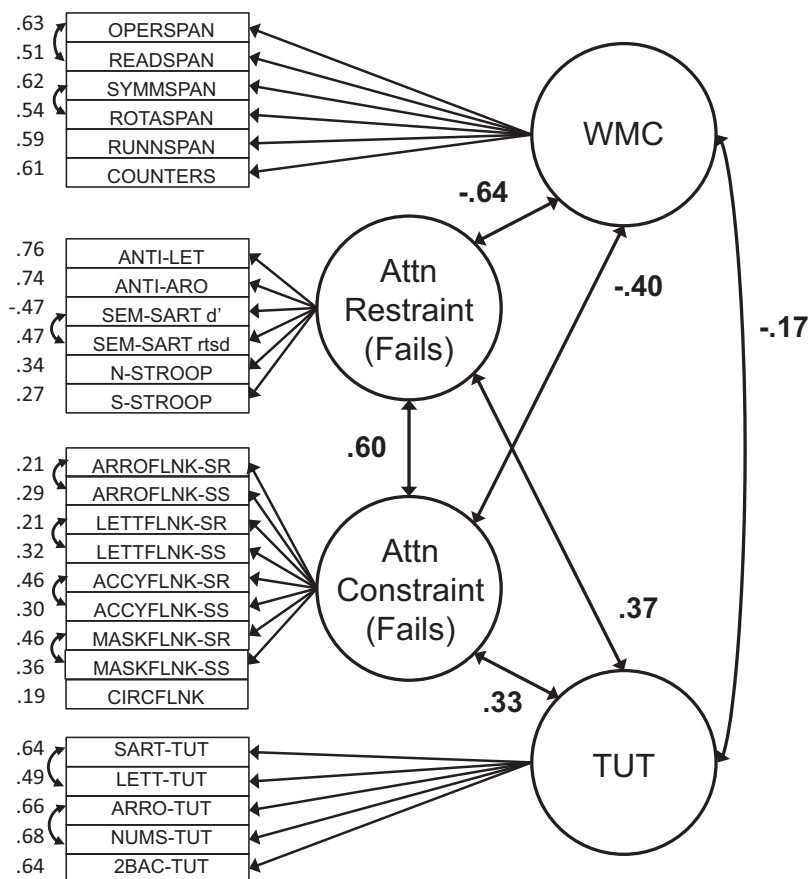 .63 OPERSPAN
.51 READSPAN
.62 SYMMSPAN
.54 ROTASPAN
.59 RUNNSPAN
.61 COUNTERS
WMC
-.64
-.40
-.17
.76 ANTI-LET
.74 ANTI-ARO
-.47 SEM-SART d’
.47 SEM-SART rtsd
.34 N-STROOP
.27 S-STROOP
Attn
Restraint
(Fails)
.60
.21 ARROFLNK-SR
.29 ARROFLNK-SS
.21 LETTFLNK-SR
.32 LETTFLNK-SS
.46 ACCYFLNK-SR
.30 ACCYFLNK-SS
.46 MASKFLNK-SR
.36 MASKFLNK-SS
.19 CIRCFLNK
Attn
Constraint
(Fails)
.37
.33
.64 SART-TUT
.49 LETT-TUT
.66 ARRO-TUT
.68 NUMS-TUT
.64 2BAC-TUT
TUT